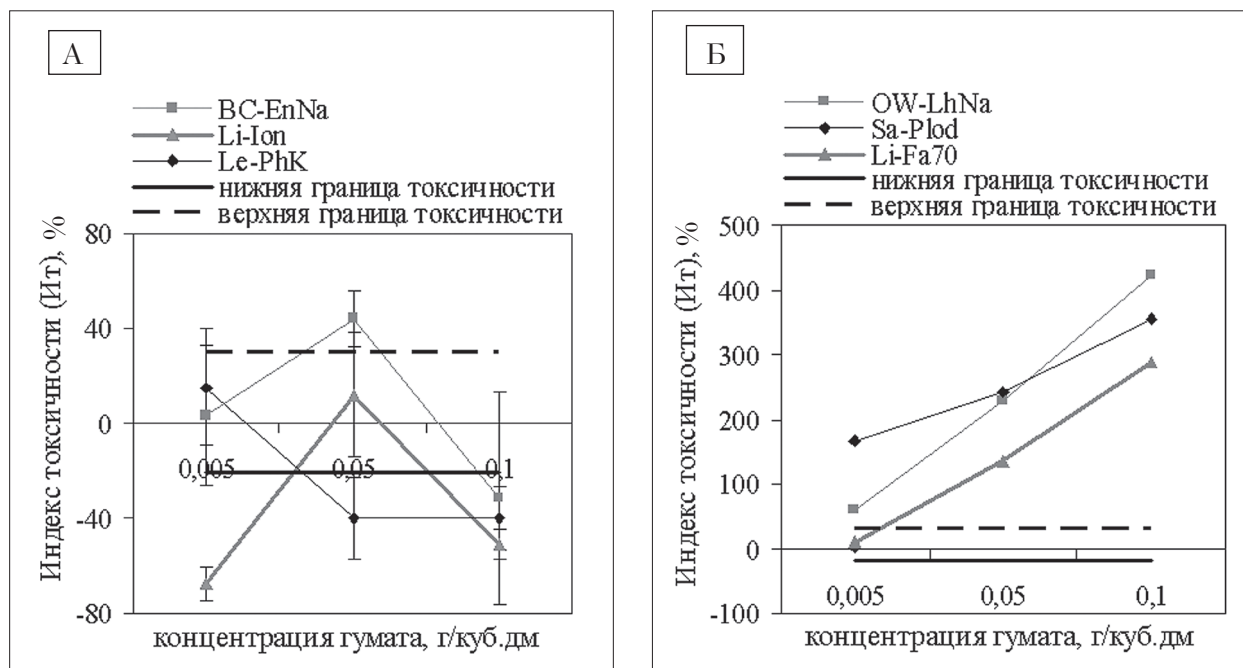 А
BC-EnNa
Li-Ion
Le-PhK
нижняя граница токсичности
верхняя граница токсичности
80
40
0
-40
-80
Индекс токсичности (Ит), %
0,005
0,05
0,1
концентрация гумата, г/куб.дм
Б
OW-LhNa
Sa-Plod
Li-Fa70
нижняя граница токсичности
верхняя граница токсичности
500
400
300
200
100
0
-100
Индекс токсичности (Ит), %
0,005
0,05
0,1
концентрация гумата, г/куб.дм